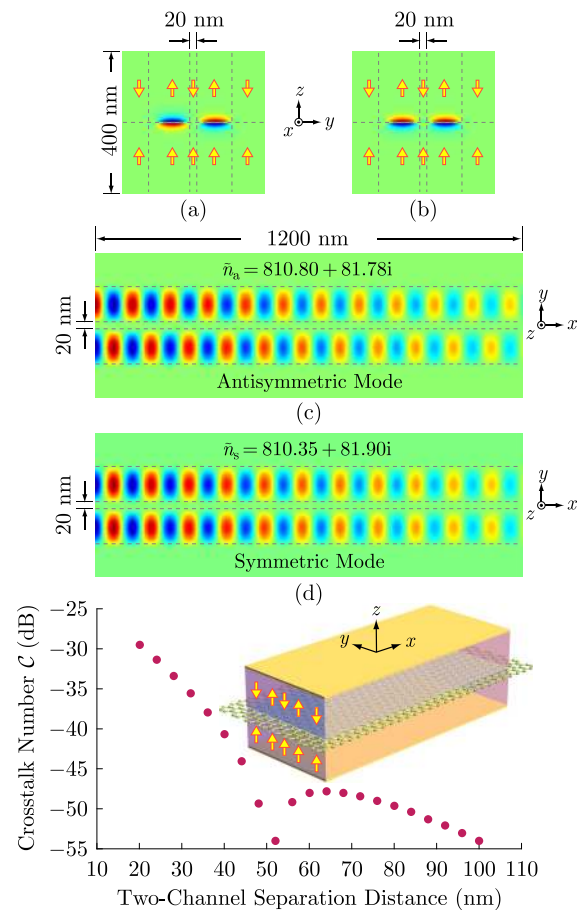 20 nm
20 nm
400 nm
z
x
y
(a)
(b)
1200 nm
ñₐ = 810.80 + 81.78i
20 nm
y
z
x
Antisymmetric Mode
(c)
ñₛ = 810.35 + 81.90i
20 nm
y
z
x
Symmetric Mode
(d)
Crosstalk Number 𝒞 (dB)
−25
−30
−35
−40
−45
−50
−55
z
y
x
10 20 30 40 50 60 70 80 90 100 110
Two-Channel Separation Distance (nm)